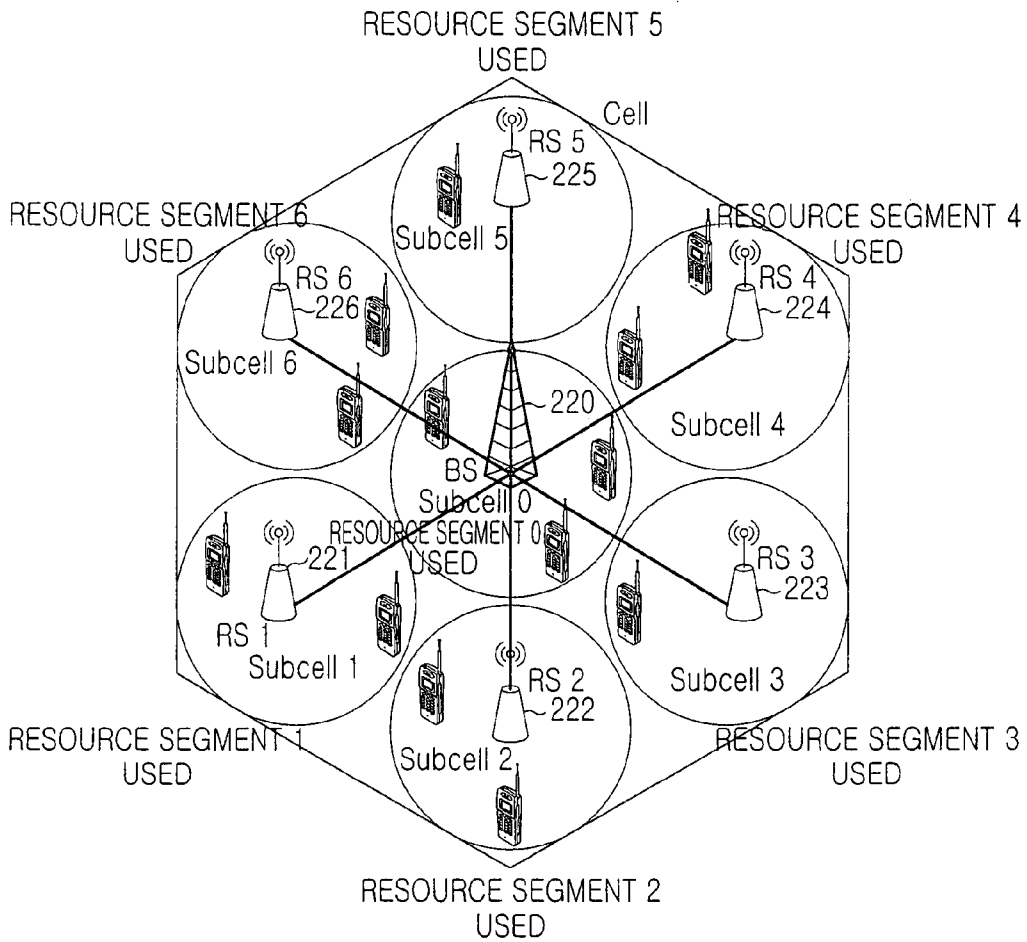 RESOURCE SEGMENT 5
USED
Cell
RS 5
225
Subcell 5
RESOURCE SEGMENT 6
USED
RS 6
226
Subcell 6
RESOURCE SEGMENT 4
USED
RS 4
224
Subcell 4
220
BS
Subcell 0
RESOURCE SEGMENT 0
USED
221
RS 1
Subcell 1
RS 3
223
Subcell 3
RS 2
222
Subcell 2
RESOURCE SEGMENT 1
USED
RESOURCE SEGMENT 3
USED
RESOURCE SEGMENT 2
USED